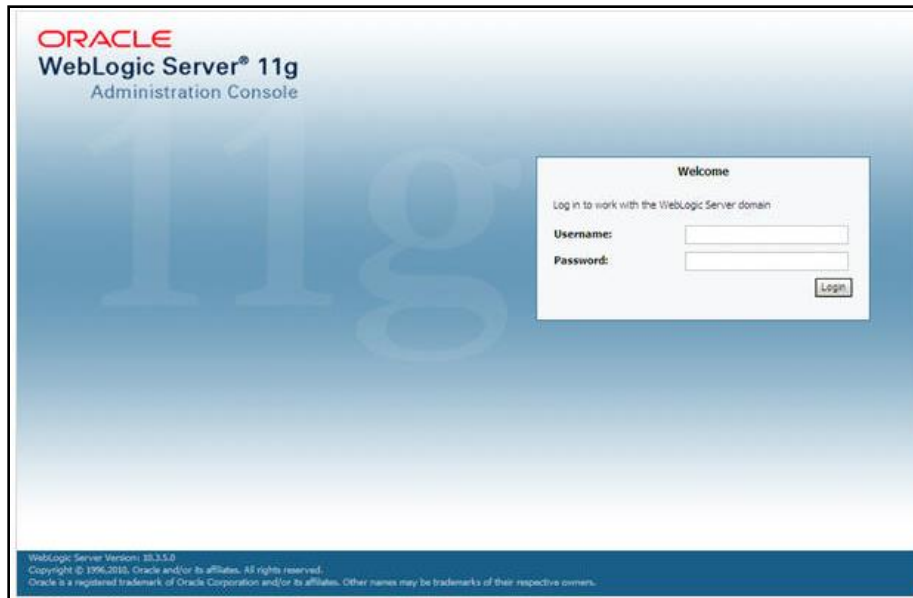 ORACLE
WebLogic Server® 11g
Administration Console
11g
Welcome
Log in to work with the WebLogic Server domain
Username:
Password:
Login
WebLogic Server Version: 10.3.5.0
Copyright © 1996,2010, Oracle and/or its affiliates. All rights reserved.
Oracle is a registered trademark of Oracle Corporation and/or its affiliates. Other names may be trademarks of their respective owners.